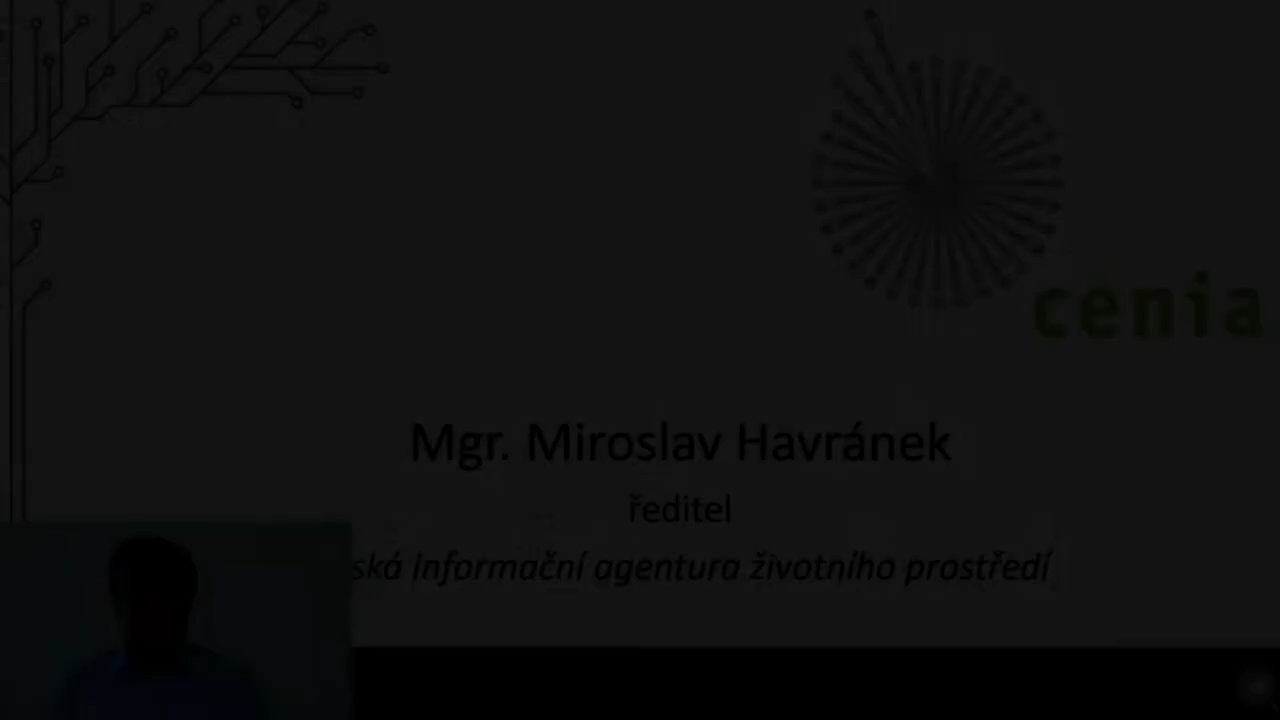 cenia
Mgr. Miroslav Havránek
ředitel
ská informační agentura životního prostředí